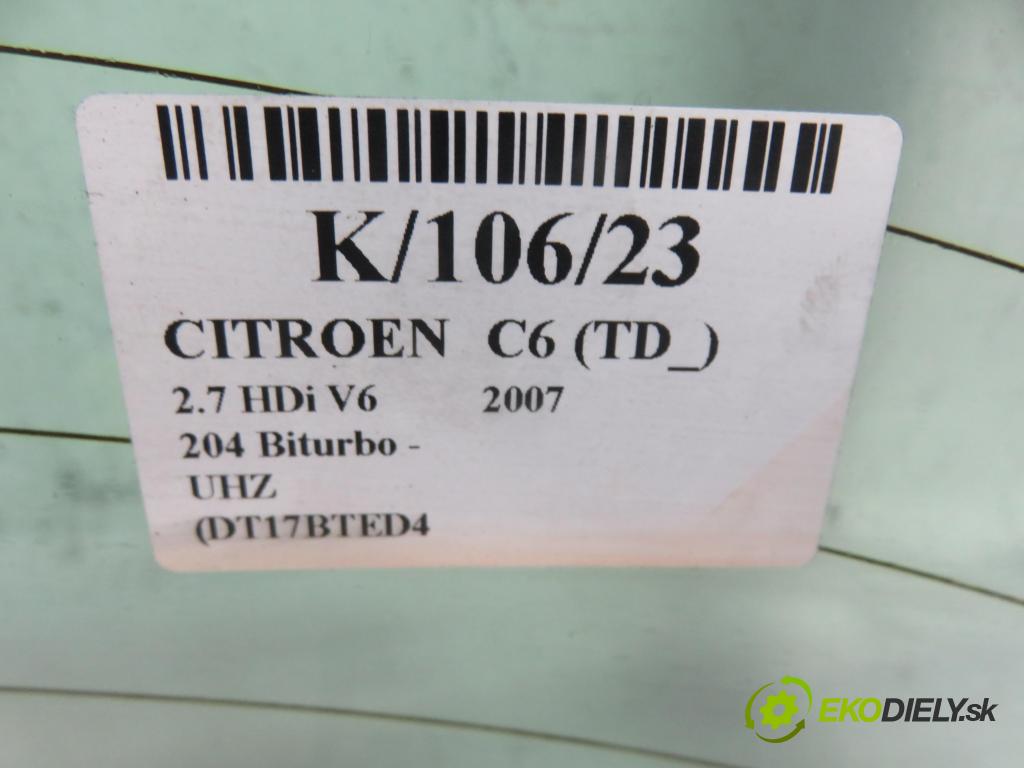 K/106/23
CITROEN C6 (TD_)
2.7 HDi V6 2007
204 Biturbo -
UHZ
(DT17BTED4
EKODIELY.sk